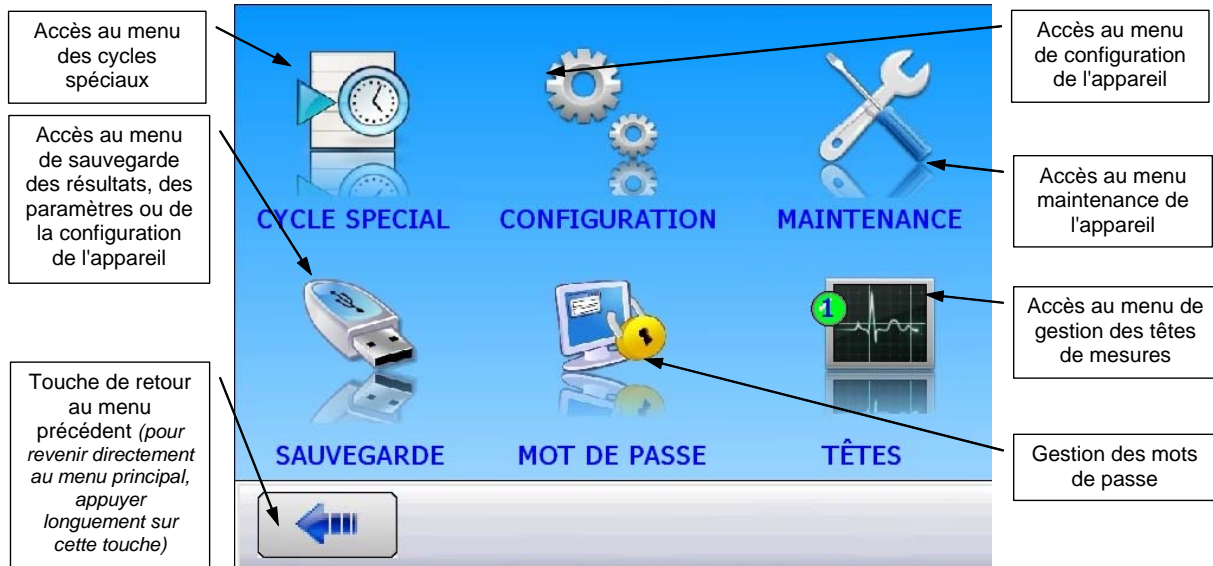 Accès au menu
des cycles
spéciaux
Accès au menu
de sauvegarde
des résultats, des
paramètres ou de
la configuration
de l'appareil
Touche de retour
au menu
précédent (pour
revenir directement
au menu principal,
appuyer
longuement sur
cette touche)
CYCLE SPECIAL
CONFIGURATION
MAINTENANCE
1
SAUVEGARDE
MOT DE PASSE
TÊTES
Accès au menu
de configuration
de l'appareil
Accès au menu
maintenance de
l'appareil
Accès au menu de
gestion des têtes
de mesures
Gestion des mots
de passe